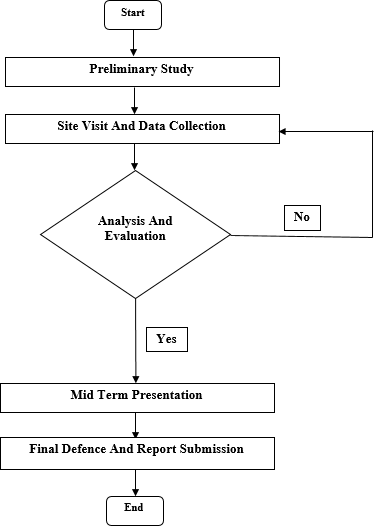 Start
Preliminary Study
Site Visit And Data Collection
Analysis And
Evaluation
No
Yes
Mid Term Presentation
Final Defence And Report Submission
End